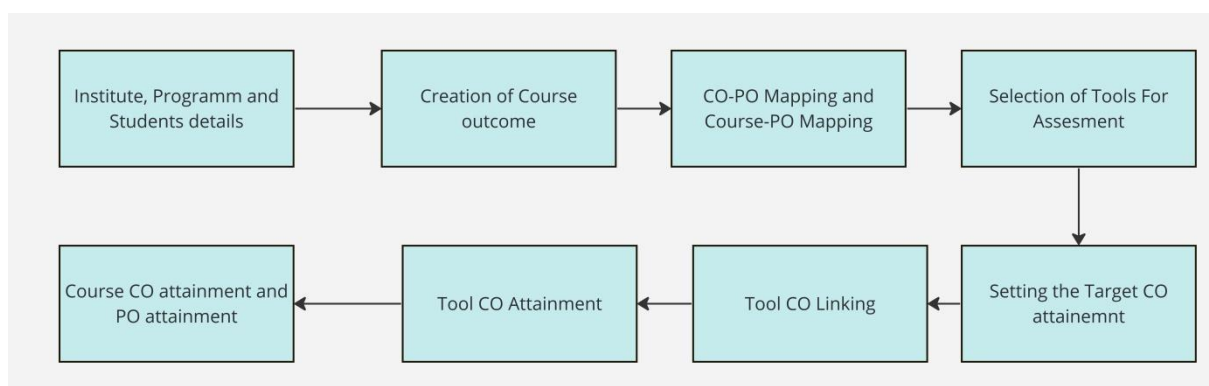 Institute, Programm and
Students details
Creation of Course
outcome
CO-PO Mapping and
Course-PO Mapping
Selection of Tools For
Assesment
Course CO attainment and
PO attainment
Tool CO Attainment
Tool CO Linking
Setting the Target CO
attainemnt